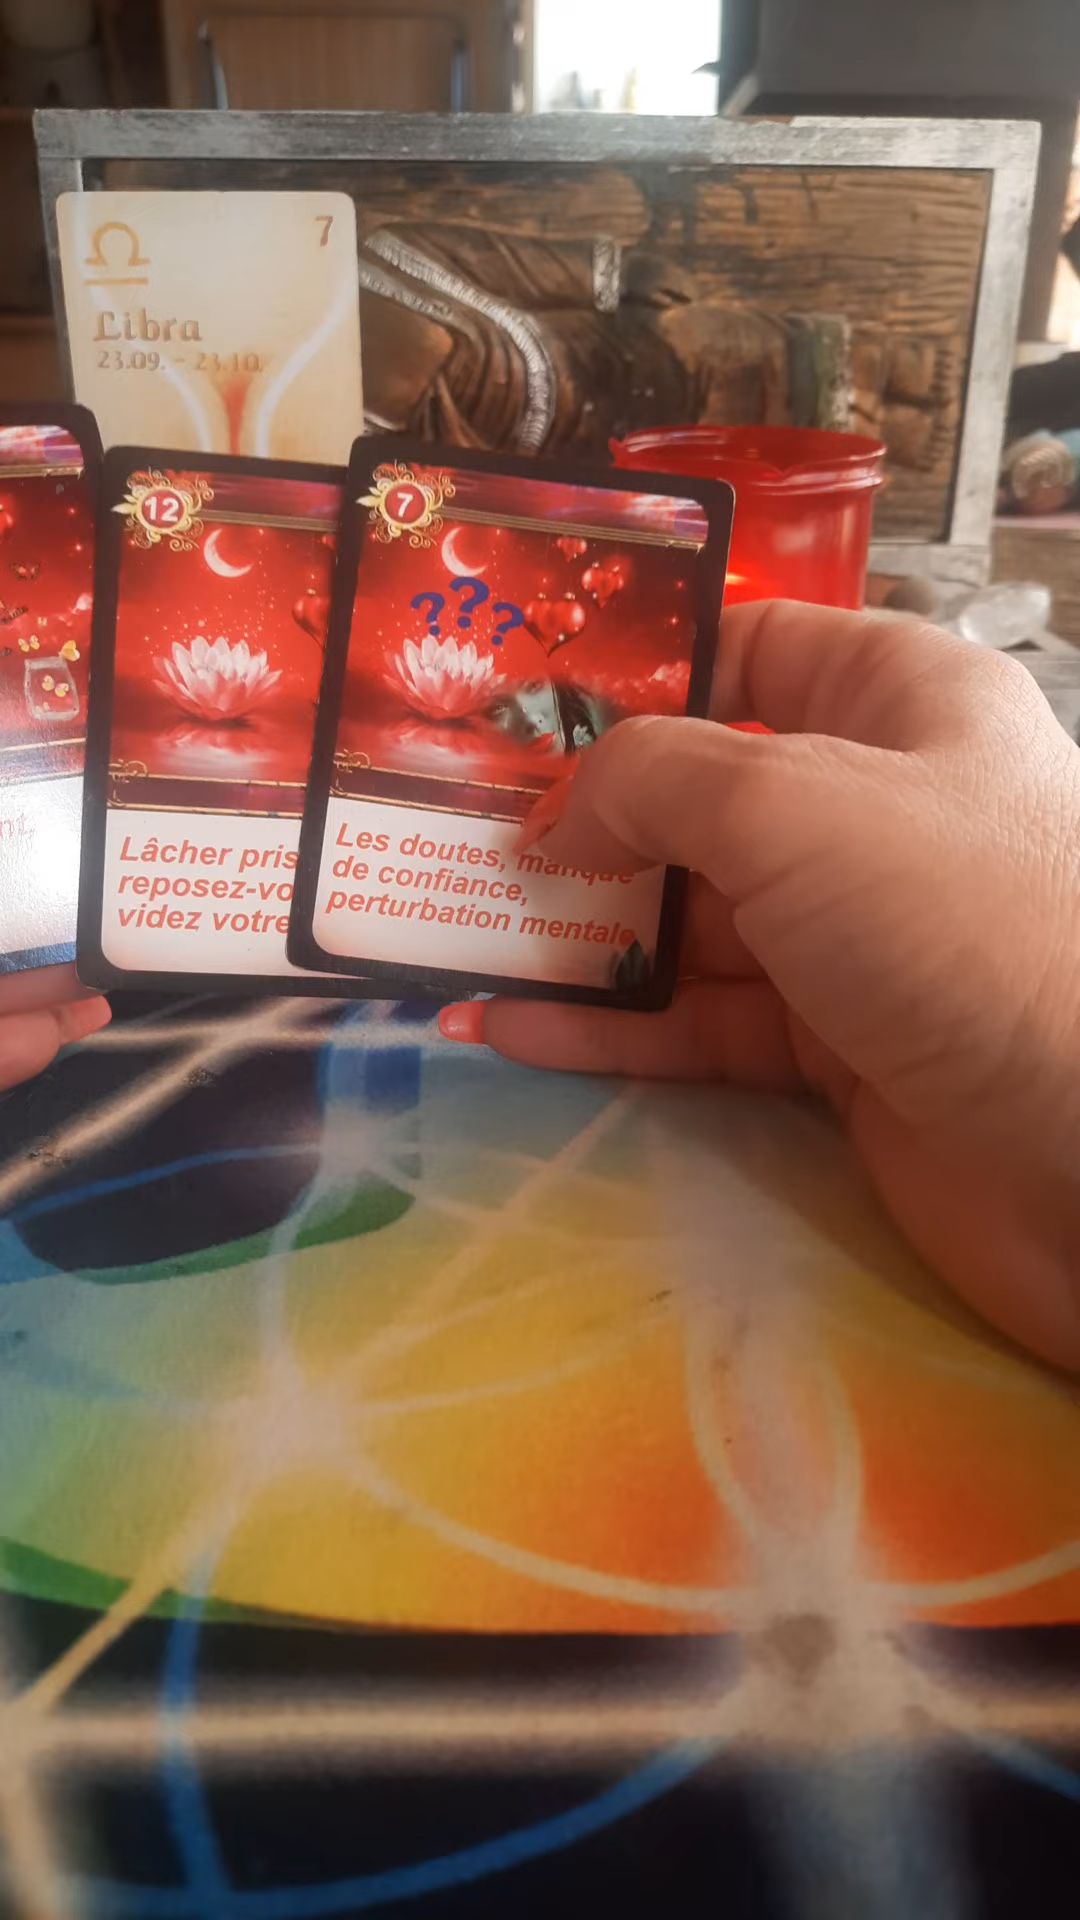 7
Libra
23.09. - 23.10.
12
Lâcher pris
reposez-vo
videz votre
7
???
Les doutes, manque
de confiance,
perturbation mentale